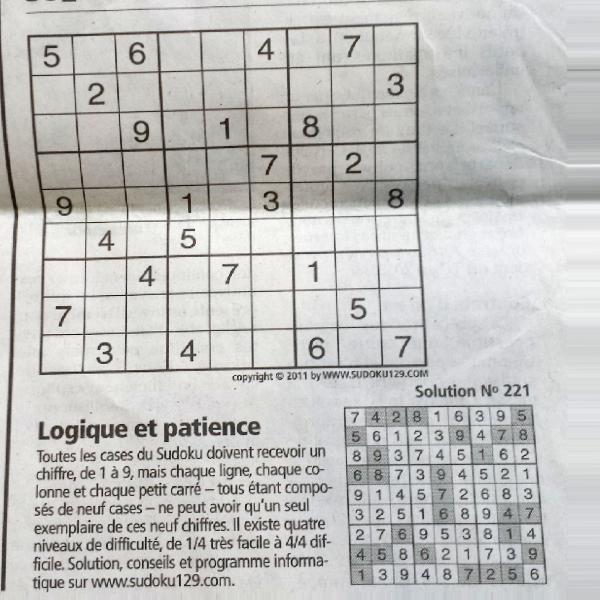 5 6 4 7
2 3
9 1 8
7 2
9 1 3 8
4 5
4 7 1
7 5
3 4 6 7
copyright © 2011 by WWW.SUDOKU129.COM
Solution No 221
7 4 2 8 1 6 3 9 5
5 6 1 2 3 9 4 7 8
8 9 3 7 4 5 1 6 2
6 8 7 3 9 4 5 2 1
9 1 4 5 7 2 6 8 3
3 2 5 1 6 8 9 4 7
2 7 6 9 5 3 8 1 4
4 5 8 6 2 1 7 3 9
1 3 9 4 8 7 2 5 6
Logique et patience
Toutes les cases du Sudoku doivent recevoir un
chiffre, de 1 à 9, mais chaque ligne, chaque co-
lonne et chaque petit carré – tous étant compo-
sés de neuf cases – ne peut avoir qu'un seul
exemplaire de ces neuf chiffres. Il existe quatre
niveaux de difficulté, de 1/4 très facile à 4/4 dif-
ficile. Solution, conseils et programme informa-
tique sur www.sudoku129.com.